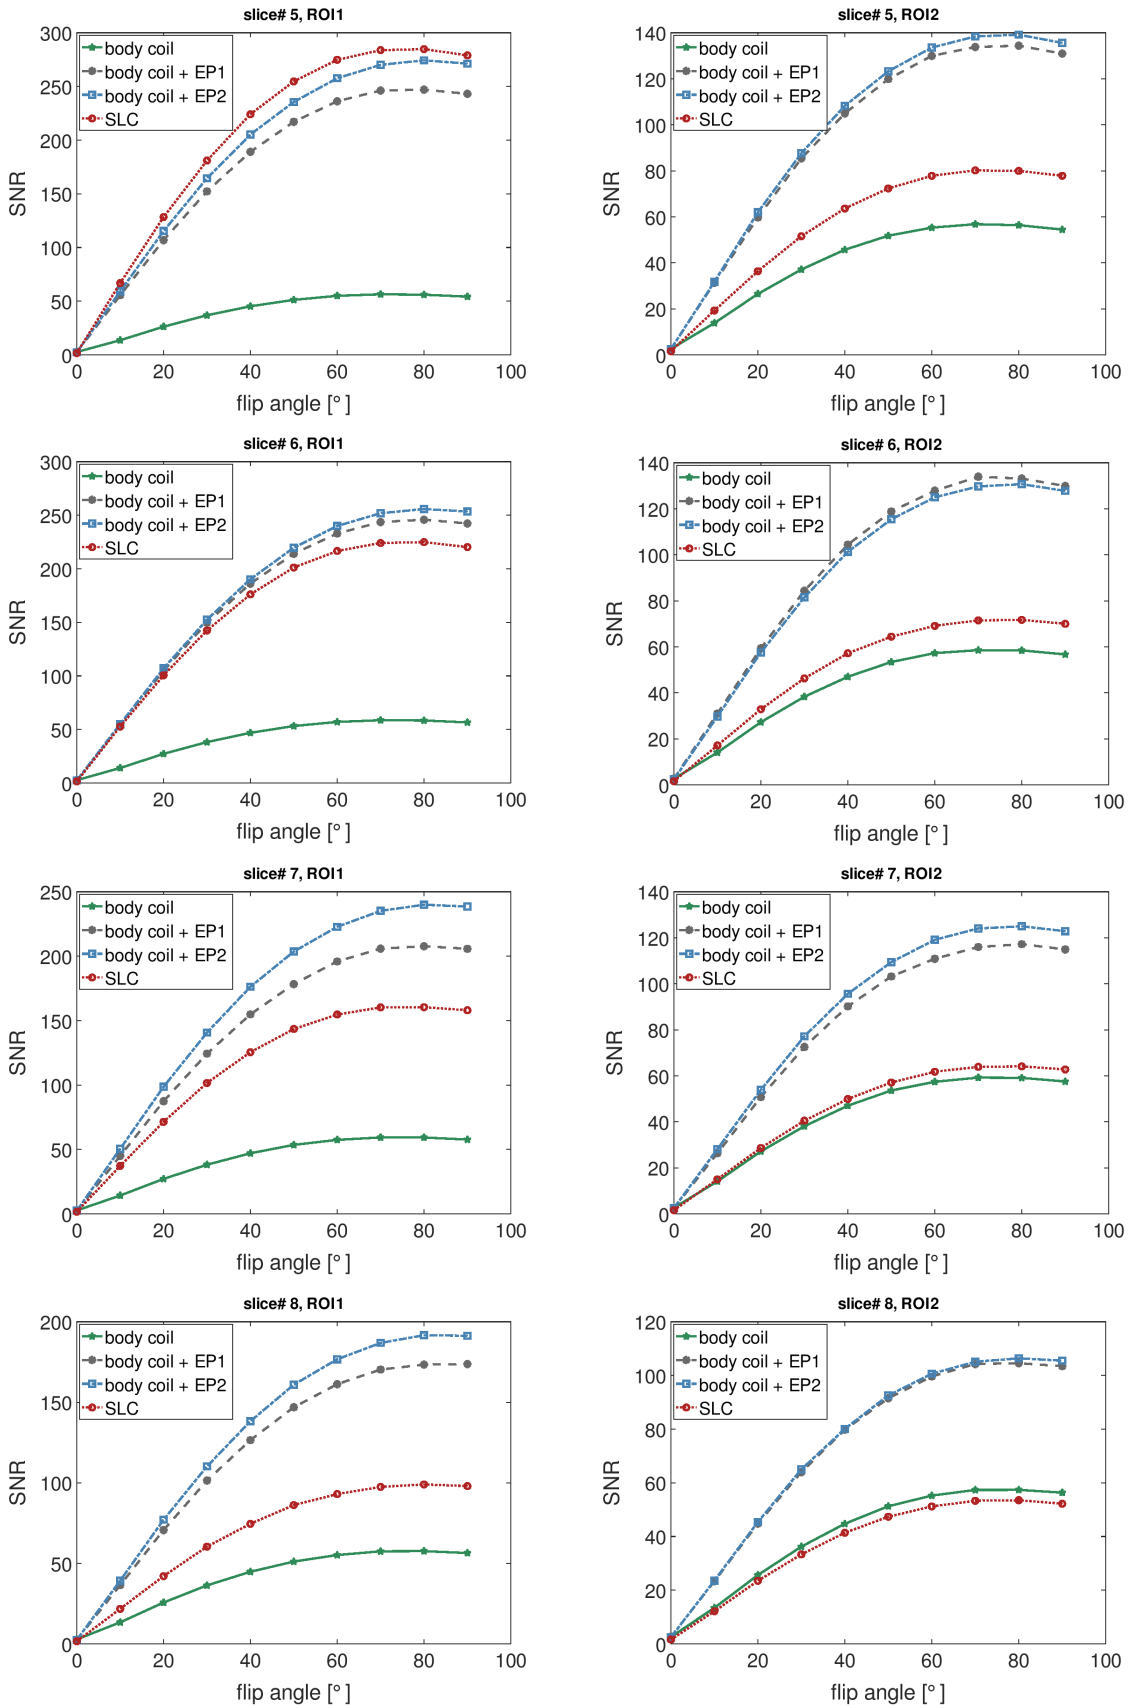 slice# 5, ROI1
300
250
200
150
100
50
0
SNR
body coil
body coil + EP1
body coil + EP2
SLC
0 20 40 60 80 100
flip angle [°]
slice# 5, ROI2
140
120
100
80
60
40
20
0
SNR
body coil
body coil + EP1
body coil + EP2
SLC
0 20 40 60 80 100
flip angle [°]
slice# 6, ROI1
300
250
200
150
100
50
0
SNR
body coil
body coil + EP1
body coil + EP2
SLC
0 20 40 60 80 100
flip angle [°]
slice# 6, ROI2
140
120
100
80
60
40
20
0
SNR
body coil
body coil + EP1
body coil + EP2
SLC
0 20 40 60 80 100
flip angle [°]
slice# 7, ROI1
250
200
150
100
50
0
SNR
body coil
body coil + EP1
body coil + EP2
SLC
0 20 40 60 80 100
flip angle [°]
slice# 7, ROI2
140
120
100
80
60
40
20
0
SNR
body coil
body coil + EP1
body coil + EP2
SLC
0 20 40 60 80 100
flip angle [°]
slice# 8, ROI1
200
150
100
50
0
SNR
body coil
body coil + EP1
body coil + EP2
SLC
0 20 40 60 80 100
flip angle [°]
slice# 8, ROI2
120
100
80
60
40
20
0
SNR
body coil
body coil + EP1
body coil + EP2
SLC
0 20 40 60 80 100
flip angle [°]